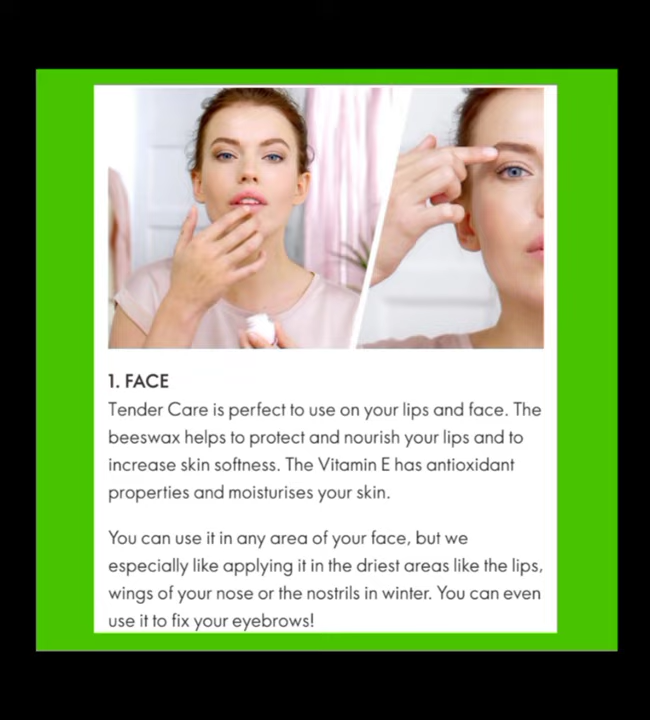 1. FACE
Tender Care is perfect to use on your lips and face. The
beeswax helps to protect and nourish your lips and to
increase skin softness. The Vitamin E has antioxidant
properties and moisturises your skin.
You can use it in any area of your face, but we
especially like applying it in the driest areas like the lips,
wings of your nose or the nostrils in winter. You can even
use it to fix your eyebrows!